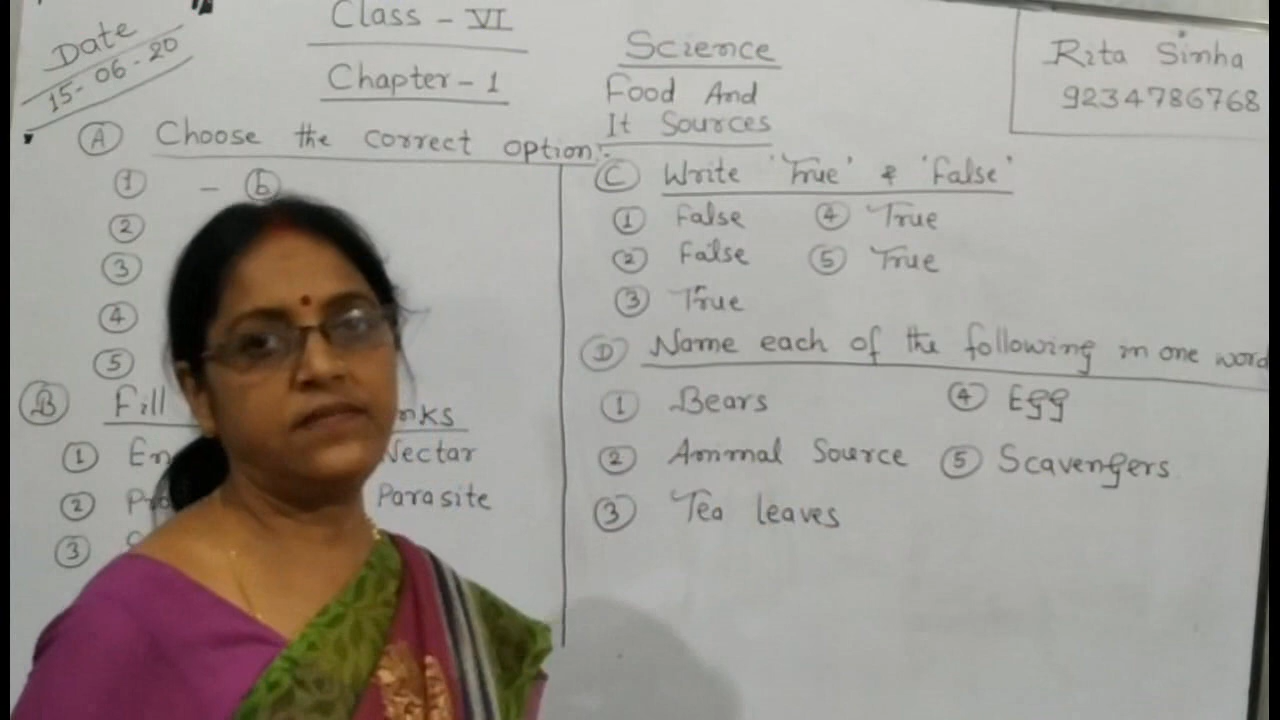 Date
15-06-20
Class - VI
Chapter - 1
Science
Food And
It Sources
Rita Sinha
9234786768
A Choose the correct option:-
1 - b
2
3
4
5
B Fill
1 Nectar
2 Parasite
3
C Write 'True' & 'False'
1 False 4 True
2 False 5 True
3 True
D Name each of the following in one word
1 Bears 4 Egg
2 Animal Source 5 Scavengers
3 Tea leaves